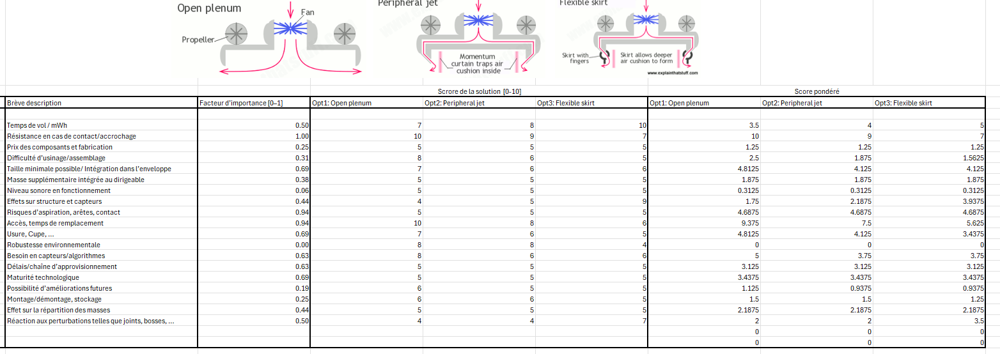 Open plenum
Fan
Propeller
Peripheral jet
Momentum
curtain traps air
cushion inside
Flexible skirt
Skirt with
fingers
Skirt allows deeper
air cushion to form
www.explainthatstuff.com
Scrore de la solution [0-10] Score pondéré
Brève description Facteur d'importance [0–1] Opt1: Open plenum Opt2: Peripheral jet Opt3: Flexible skirt Opt1: Open plenum Opt2: Peripheral jet Opt3: Flexible skirt
Temps de vol / mWh 0.50 7 8 10 3.5 4 5
Résistance en cas de contact/accrochage 1.00 10 9 7 10 9 7
Prix des composants et fabrication 0.25 5 5 5 1.25 1.25 1.25
Difficulté d'usinage/assemblage 0.31 8 6 5 2.5 1.875 1.5625
Taille minimale possible/ Intégration dans l'enveloppe 0.69 7 6 6 4.8125 4.125 4.125
Masse supplémentaire intégrée au dirigeable 0.38 5 5 5 1.875 1.875 1.875
Niveau sonore en fonctionnement 0.06 5 5 5 0.3125 0.3125 0.3125
Effets sur structure et capteurs 0.44 4 5 9 1.75 2.1875 3.9375
Risques d'aspiration, arêtes, contact 0.94 5 5 5 4.6875 4.6875 4.6875
Accès, temps de remplacement 0.94 10 8 6 9.375 7.5 5.625
Usure, Cupe, ... 0.69 7 6 5 4.8125 4.125 3.4375
Robustesse environnementale 0.00 8 8 4 0 0 0
Besoin en capteurs/algorithmes 0.63 8 6 6 5 3.75 3.75
Délais/chaîne d'approvisionnement 0.63 5 5 5 3.125 3.125 3.125
Maturité technologique 0.69 5 5 5 3.4375 3.4375 3.4375
Possibilité d'améliorations futures 0.19 6 5 5 1.125 0.9375 0.9375
Montage/démontage, stockage 0.25 6 6 5 1.5 1.5 1.25
Effet sur la répartition des masses 0.44 5 5 5 2.1875 2.1875 2.1875
Réaction aux perturbations telles que joints, bosses, ... 0.50 4 4 7 2 2 3.5
0 0 0
0 0 0